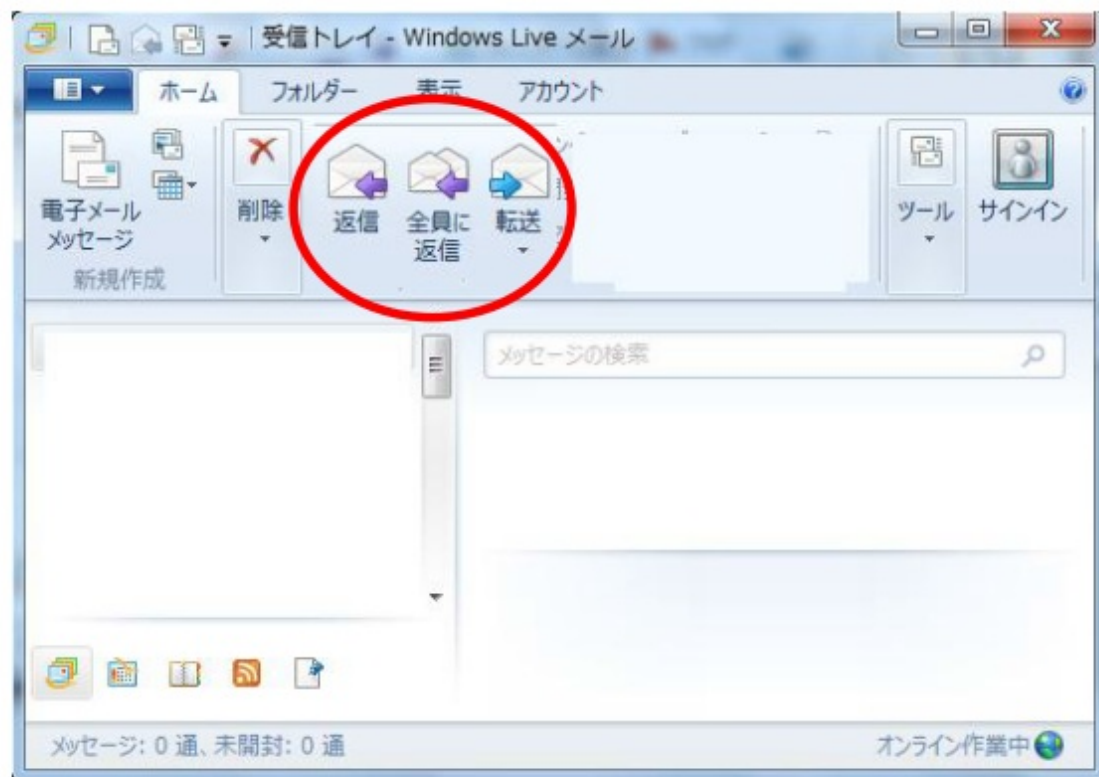 受信トレイ - Windows Live メール
ホーム フォルダー 表示 アカウント
電子メール
メッセージ
新規作成
削除
返信
全員に
返信
転送
ツール
サインイン
メッセージの検索
メッセージ: 0 通、未開封: 0 通
オンライン作業中